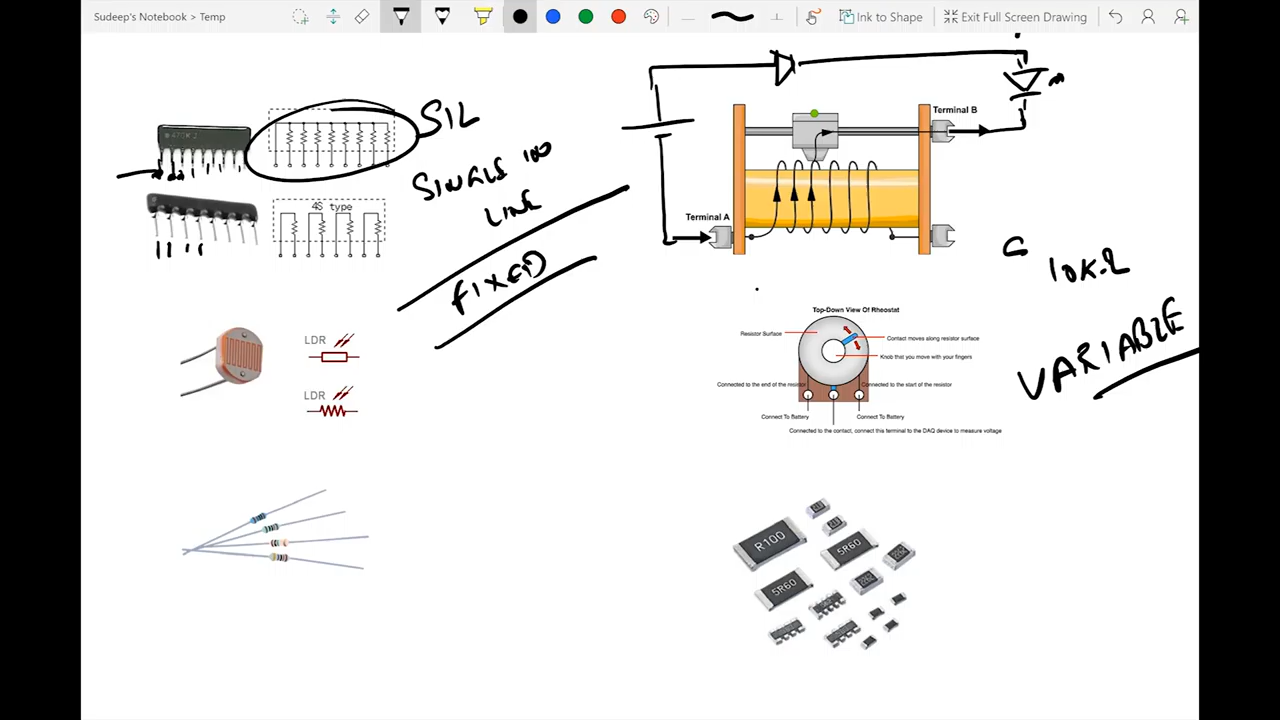 Sudeep's Notebook > Temp
Ink to Shape
Exit Full Screen Drawing
SIL
SINGLE
LINE
4S type
FIXED
Terminal B
Terminal A
10K
VARIABLE
LDR
LDR
Top-Down View Of Rheostat
Resistor Surface
Contact moves along resistor surface
Knob that you move with your fingers
Connected to the end of the resistor
Connected to the start of the resistor
Connect To Battery
Connect To Battery
Connected to the contact, connect this terminal to the DAQ device to measure voltage
R100
5R60
5R60